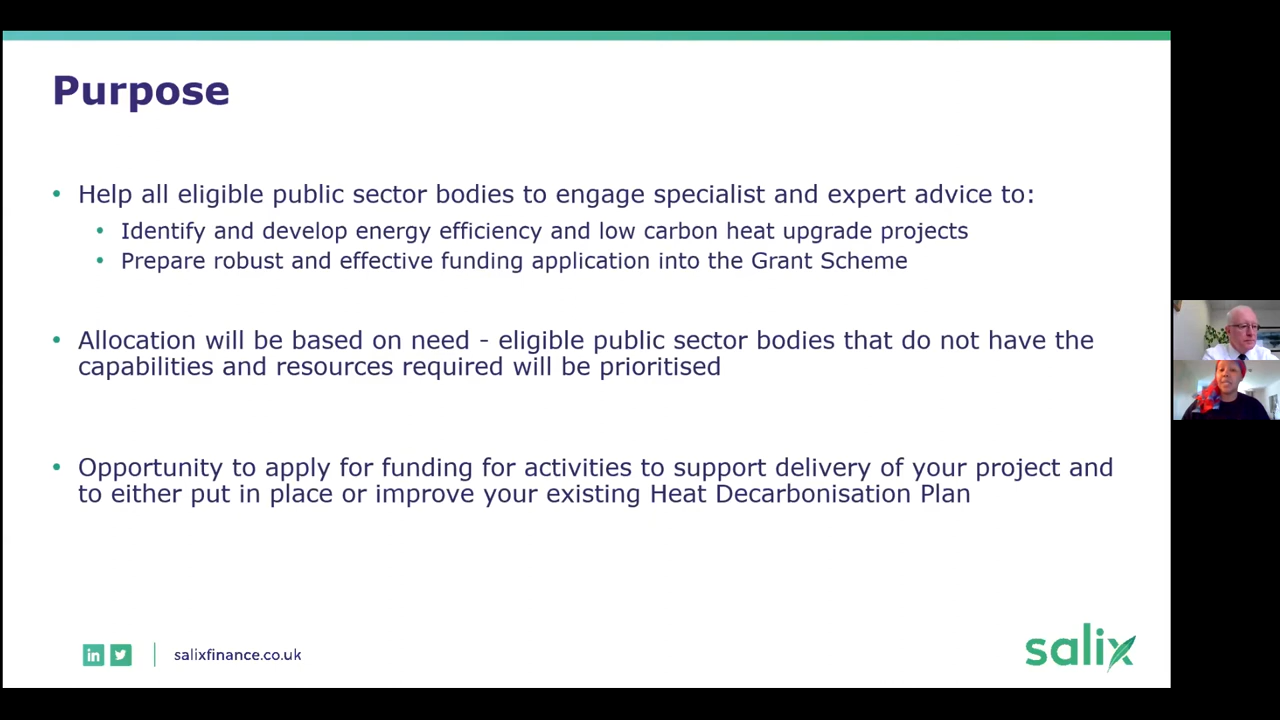 Purpose
• Help all eligible public sector bodies to engage specialist and expert advice to:
• Identify and develop energy efficiency and low carbon heat upgrade projects
• Prepare robust and effective funding application into the Grant Scheme
• Allocation will be based on need - eligible public sector bodies that do not have the
capabilities and resources required will be prioritised
• Opportunity to apply for funding for activities to support delivery of your project and
to either put in place or improve your existing Heat Decarbonisation Plan
in
salixfinance.co.uk
salix